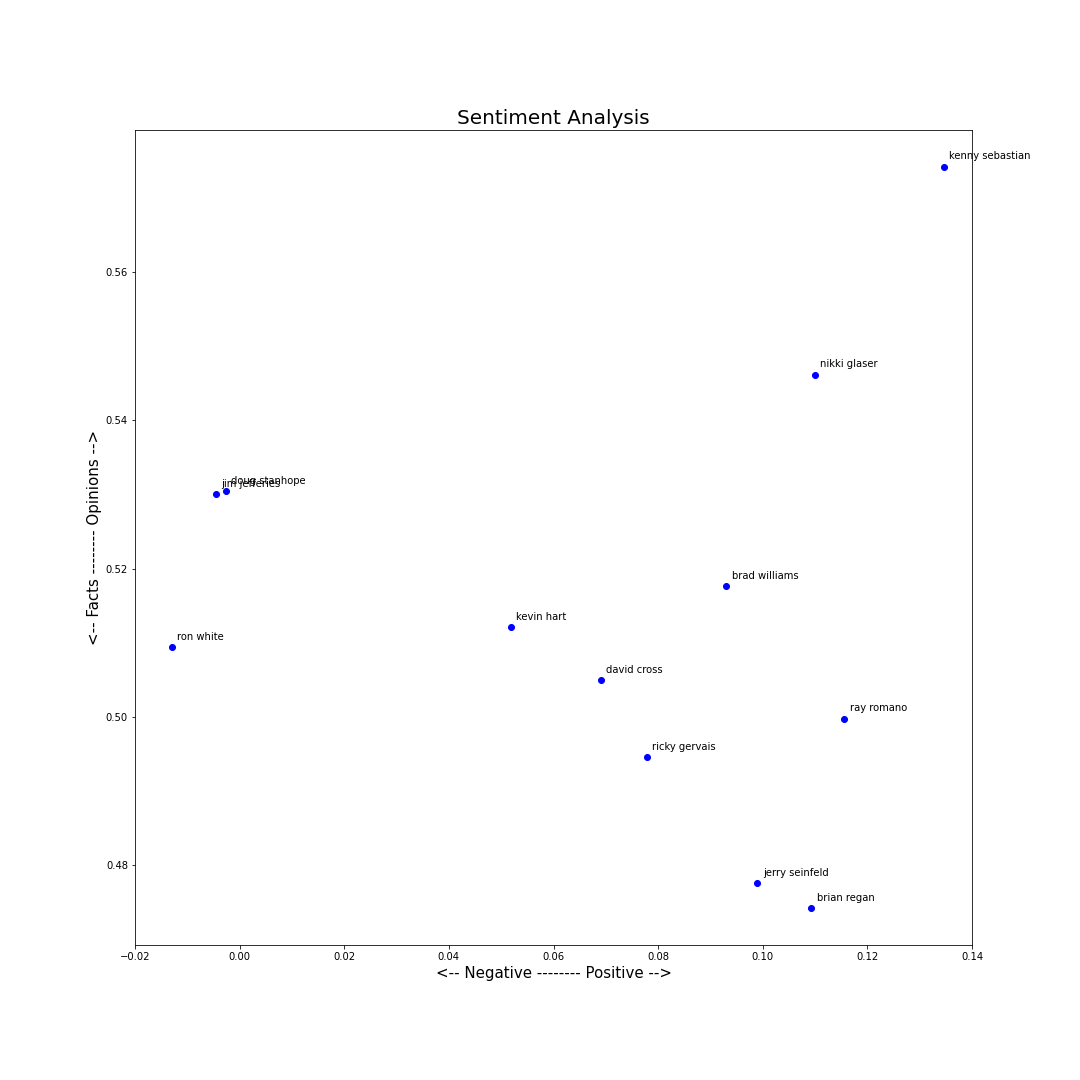 Sentiment Analysis
kenny sebastian
0.56
nikki glaser
0.54
doug stanhope
jim jefferies
<-- Facts -------- Opinions -->
0.52
brad williams
kevin hart
ron white
david cross
ray romano
0.50
ricky gervais
0.48
jerry seinfeld
brian regan
−0.02 0.00 0.02 0.04 0.06 0.08 0.10 0.12 0.14
<-- Negative -------- Positive -->